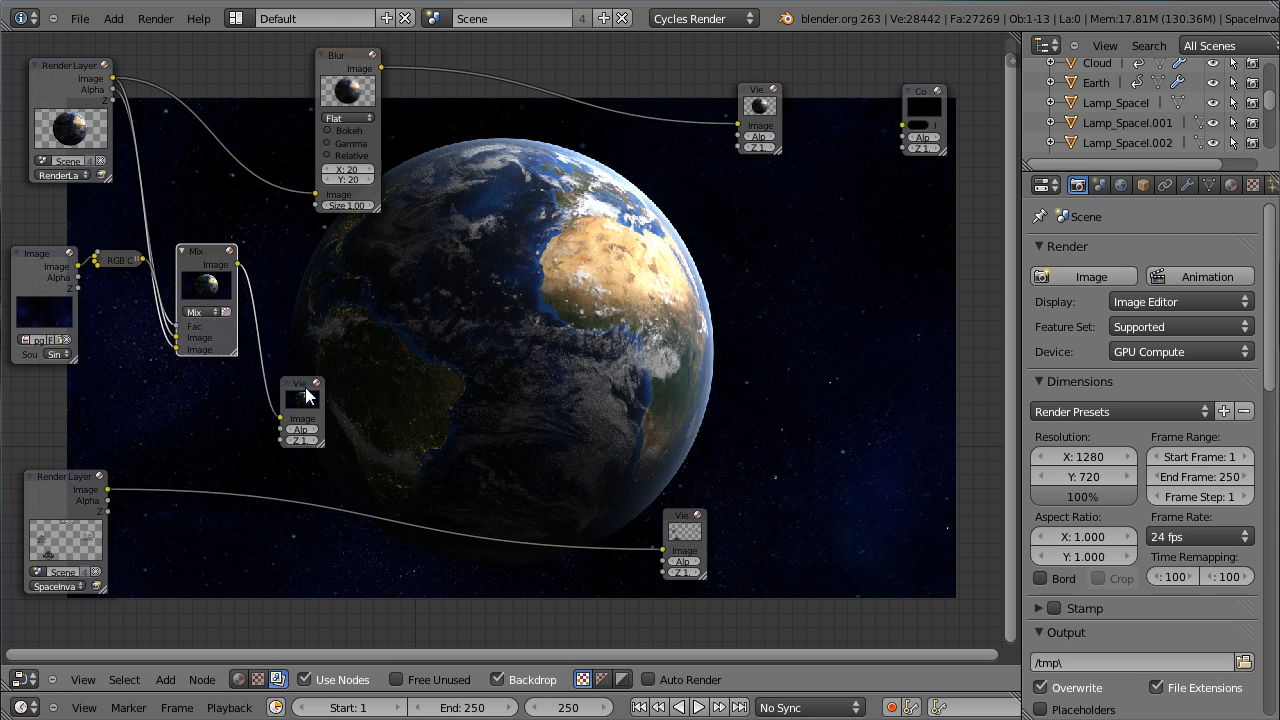 File Add Render Help Default Scene 4 Cycles Render blender.org 263 | Ve:28442 | Fa:27269 | Ob:1-13 | La:0 | Mem:17.81M (130.36M) | SpaceInva
View Search All Scenes
Cloud
Earth
Lamp_Spacel
Lamp_Spacel.001
Lamp_Spacel.002
Scene
Render
Image Animation
Display: Image Editor
Feature Set: Supported
Device: GPU Compute
Dimensions
Render Presets
Resolution: Frame Range:
X: 1280 Start Frame: 1
Y: 720 End Frame: 250
100% Frame Step: 1
Aspect Ratio: Frame Rate:
X: 1.000 24 fps
Y: 1.000 Time Remapping:
Bord Crop : 100 : 100
Stamp
Output
/tmp\
Overwrite File Extensions
Placeholders
Render Layer
Image
Alpha
Z
Scene 4
RenderLa
Blur
Image
Flat
Bokeh
Gamma
Relative
X: 20
Y: 20
Image
Size 1.00
Vie
Image
Alp
Z 1.
Co
Alp
Z 1.
Image
Image
Alpha
Z
Sou Sin
RGB C
Mix
Image
Mix
Fac
Image
Image
Vie
Image
Alp
Z 1.
Render Layer
Image
Alpha
Z
Scene 4
SpaceInva
Vie
Image
Alp
Z 1.
View Select Add Node Use Nodes Free Unused Backdrop Auto Render
View Marker Frame Playback Start: 1 End: 250 250 No Sync